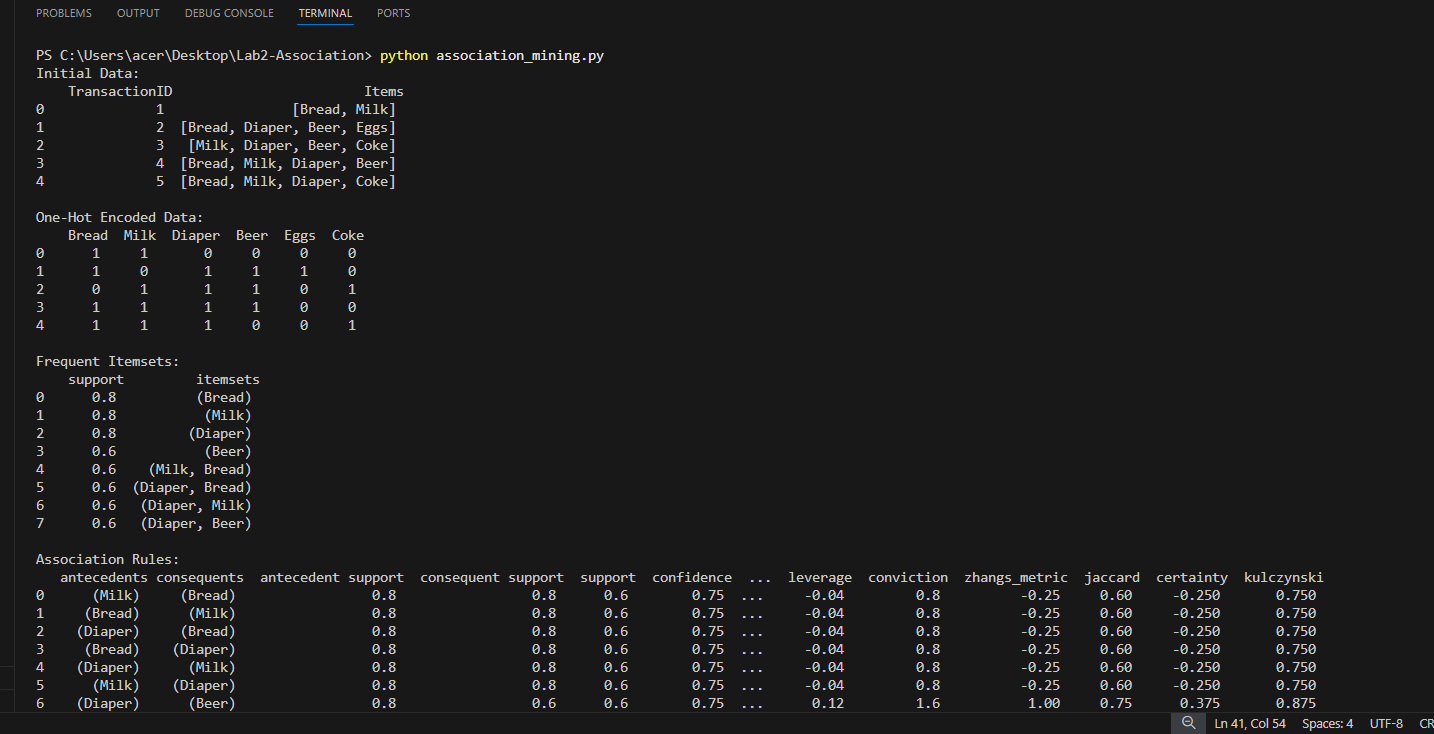 PROBLEMS OUTPUT DEBUG CONSOLE TERMINAL PORTS
PS C:\Users\acer\Desktop\Lab2-Association> python association_mining.py
Initial Data:
TransactionID Items
0 1 [Bread, Milk]
1 2 [Bread, Diaper, Beer, Eggs]
2 3 [Milk, Diaper, Beer, Coke]
3 4 [Bread, Milk, Diaper, Beer]
4 5 [Bread, Milk, Diaper, Coke]
One-Hot Encoded Data:
Bread Milk Diaper Beer Eggs Coke
0 1 1 0 0 0 0
1 1 0 1 1 1 0
2 0 1 1 1 0 1
3 1 1 1 1 0 0
4 1 1 1 0 0 1
Frequent Itemsets:
support itemsets
0 0.8 (Bread)
1 0.8 (Milk)
2 0.8 (Diaper)
3 0.6 (Beer)
4 0.6 (Milk, Bread)
5 0.6 (Diaper, Bread)
6 0.6 (Diaper, Milk)
7 0.6 (Diaper, Beer)
Association Rules:
antecedents consequents antecedent support consequent support support confidence ... leverage conviction zhangs_metric jaccard certainty kulczynski
0 (Milk) (Bread) 0.8 0.8 0.6 0.75 ... -0.04 0.8 -0.25 0.60 -0.250 0.750
1 (Bread) (Milk) 0.8 0.8 0.6 0.75 ... -0.04 0.8 -0.25 0.60 -0.250 0.750
2 (Diaper) (Bread) 0.8 0.8 0.6 0.75 ... -0.04 0.8 -0.25 0.60 -0.250 0.750
3 (Bread) (Diaper) 0.8 0.8 0.6 0.75 ... -0.04 0.8 -0.25 0.60 -0.250 0.750
4 (Diaper) (Milk) 0.8 0.8 0.6 0.75 ... -0.04 0.8 -0.25 0.60 -0.250 0.750
5 (Milk) (Diaper) 0.8 0.8 0.6 0.75 ... -0.04 0.8 -0.25 0.60 -0.250 0.750
6 (Diaper) (Beer) 0.8 0.6 0.6 0.75 ... 0.12 1.6 1.00 0.75 0.375 0.875
Ln 41, Col 54 Spaces: 4 UTF-8 CR